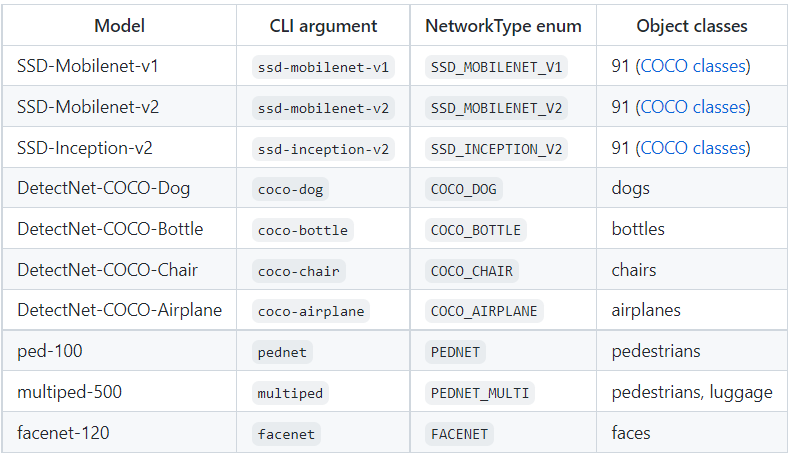 Model CLI argument NetworkType enum Object classes
SSD-Mobilenet-v1 ssd-mobilenet-v1 SSD_MOBILENET_V1 91 (COCO classes)
SSD-Mobilenet-v2 ssd-mobilenet-v2 SSD_MOBILENET_V2 91 (COCO classes)
SSD-Inception-v2 ssd-inception-v2 SSD_INCEPTION_V2 91 (COCO classes)
DetectNet-COCO-Dog coco-dog COCO_DOG dogs
DetectNet-COCO-Bottle coco-bottle COCO_BOTTLE bottles
DetectNet-COCO-Chair coco-chair COCO_CHAIR chairs
DetectNet-COCO-Airplane coco-airplane COCO_AIRPLANE airplanes
ped-100 pednet PEDNET pedestrians
multiped-500 multiped PEDNET_MULTI pedestrians, luggage
facenet-120 facenet FACENET faces